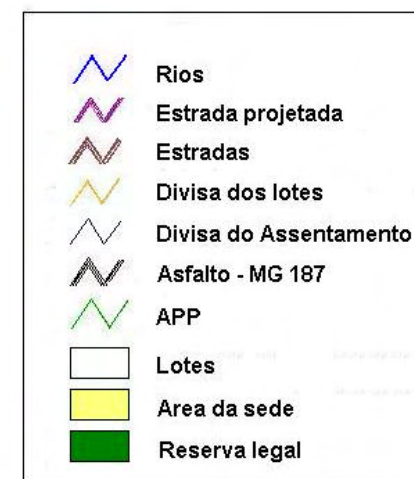 Rios
Estrada projetada
Estradas
Divisa dos lotes
Divisa do Assentamento
Asfalto - MG 187
APP
Lotes
Area da sede
Reserva legal